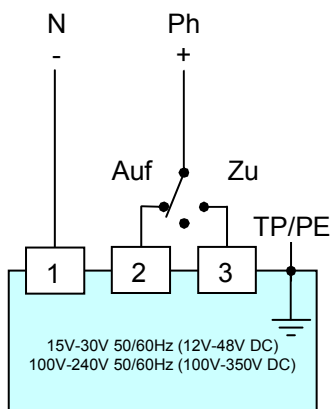 N Ph
- +
Auf Zu
TP/PE
1 2 3
15V-30V 50/60Hz (12V-48V DC)
100V-240V 50/60Hz (100V-350V DC)